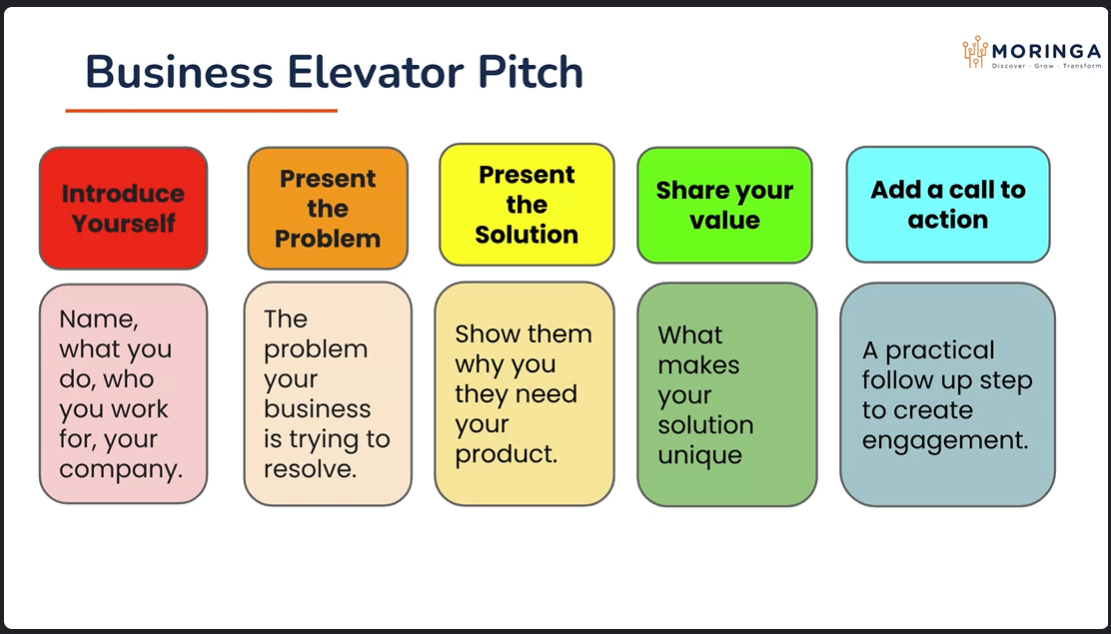 Business Elevator Pitch
MORINGA
Discover · Grow · Transform
Introduce
Yourself
Present
the
Problem
Present
the
Solution
Share your
value
Add a call to
action
Name,
what you
do, who
you work
for, your
company.
The
problem
your
business
is trying to
resolve.
Show them
why you
they need
your
product.
What
makes
your
solution
unique
A practical
follow up step
to create
engagement.